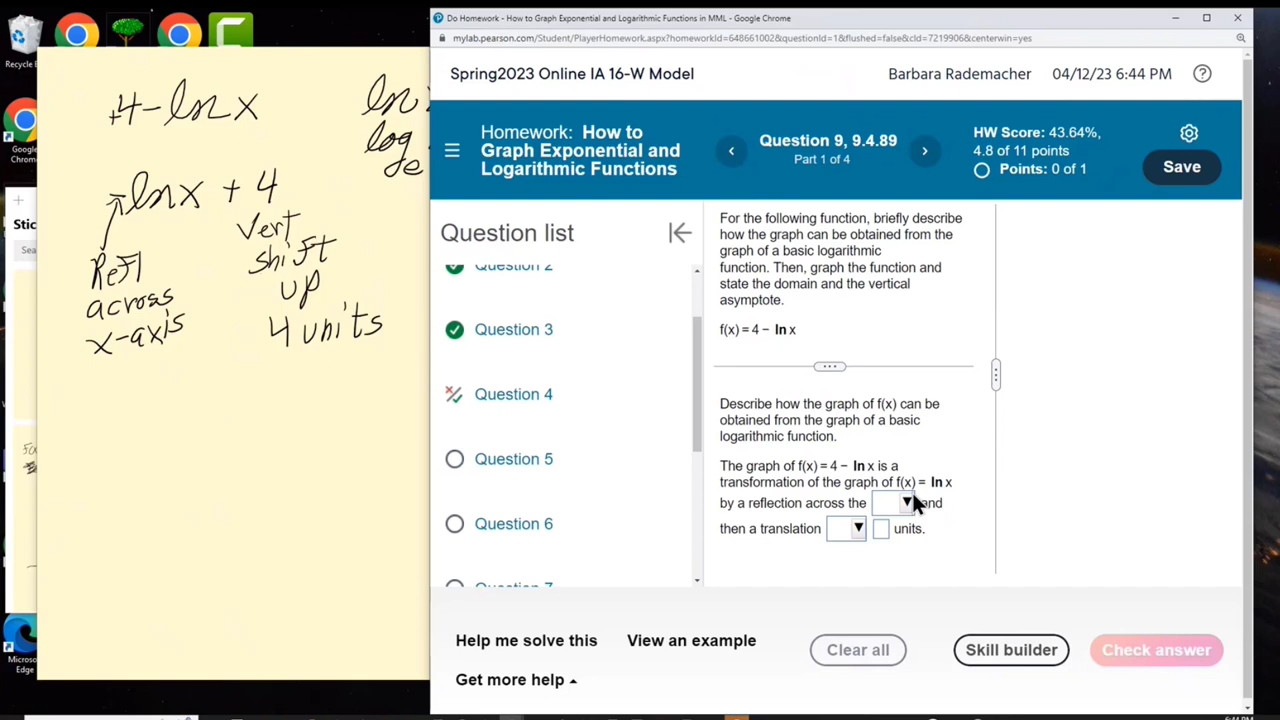 Recycle B
Google
Chrome
Stic
Sea
Micros
Edge
4 - ln x
ln
log
- ln x + 4
Refl
across
x-axis
Vert
shift
up
4 units
Do Homework - How to Graph Exponential and Logarithmic Functions in MML - Google Chrome
mylab.pearson.com/Student/PlayerHomework.aspx?homeworkId=648661002&questionId=1&flushed=false&cId=7219906&centerwin=yes
Spring2023 Online IA 16-W Model
Barbara Rademacher
04/12/23 6:44 PM
?
Homework: How to
Graph Exponential and
Logarithmic Functions
Question 9, 9.4.89
Part 1 of 4
HW Score: 43.64%,
4.8 of 11 points
Points: 0 of 1
Save
Question list
Question 2
Question 3
Question 4
Question 5
Question 6
Question 7
For the following function, briefly describe
how the graph can be obtained from the
graph of a basic logarithmic
function. Then, graph the function and
state the domain and the vertical
asymptote.
f(x) = 4 − ln x
Describe how the graph of f(x) can be
obtained from the graph of a basic
logarithmic function.
The graph of f(x) = 4 − ln x is a
transformation of the graph of f(x) = ln x
by a reflection across the and
then a translation units.
Help me solve this
View an example
Clear all
Skill builder
Check answer
Get more help
6:44 PM